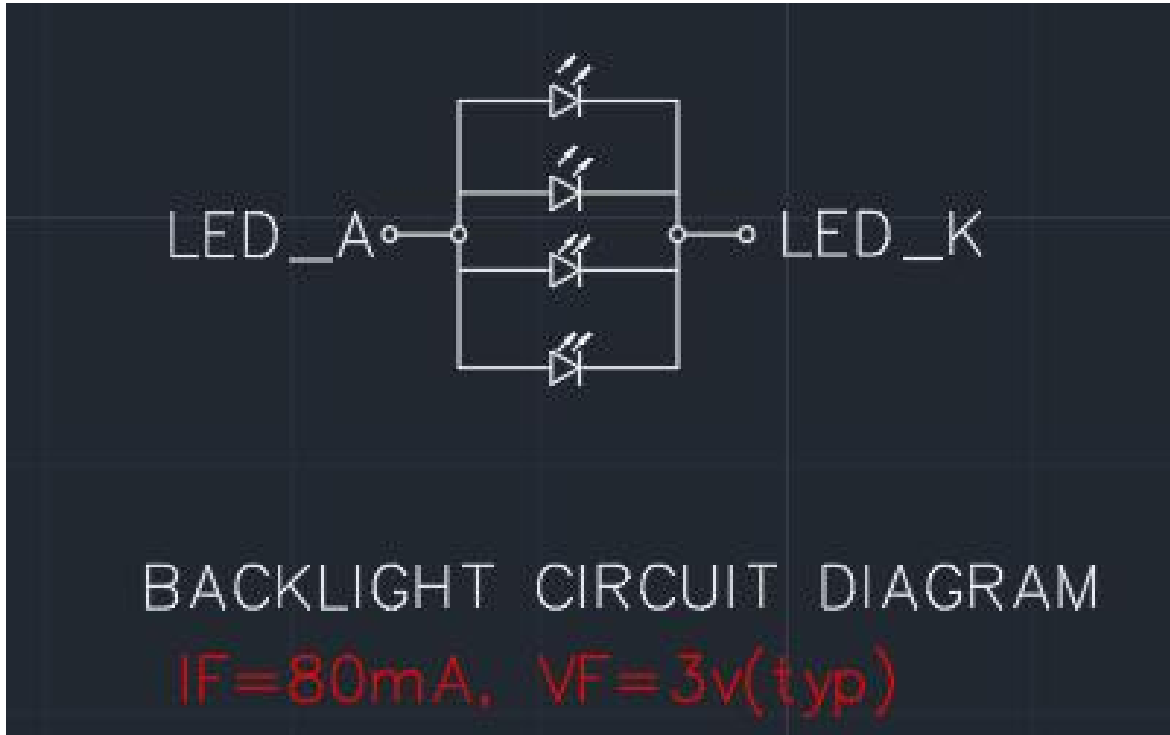 LED_A LED_K
BACKLIGHT CIRCUIT DIAGRAM
IF=80mA, VF=3v(typ)